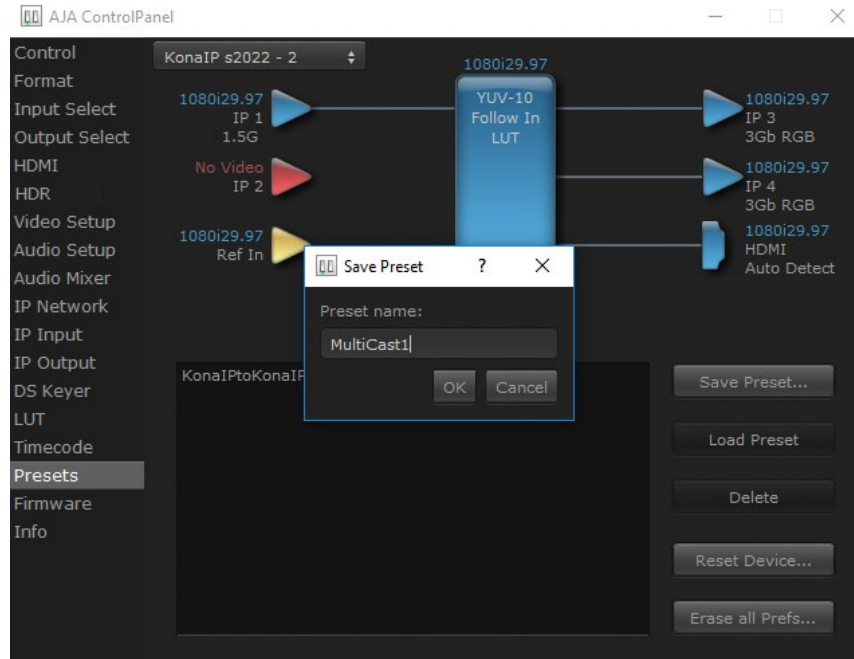 AJA ControlPanel
Control
Format
Input Select
Output Select
HDMI
HDR
Video Setup
Audio Setup
Audio Mixer
IP Network
IP Input
IP Output
DS Keyer
LUT
Timecode
Presets
Firmware
Info
KonaIP s2022 - 2
1080i29.97
IP 1
1.5G
No Video
IP 2
1080i29.97
Ref In
1080i29.97
YUV-10
Follow In
LUT
1080i29.97
IP 3
3Gb RGB
1080i29.97
IP 4
3Gb RGB
1080i29.97
HDMI
Auto Detect
Save Preset
?
Preset name:
MultiCast1
OK
Cancel
KonaIPtoKonaIP
Save Preset...
Load Preset
Delete
Reset Device...
Erase all Prefs...